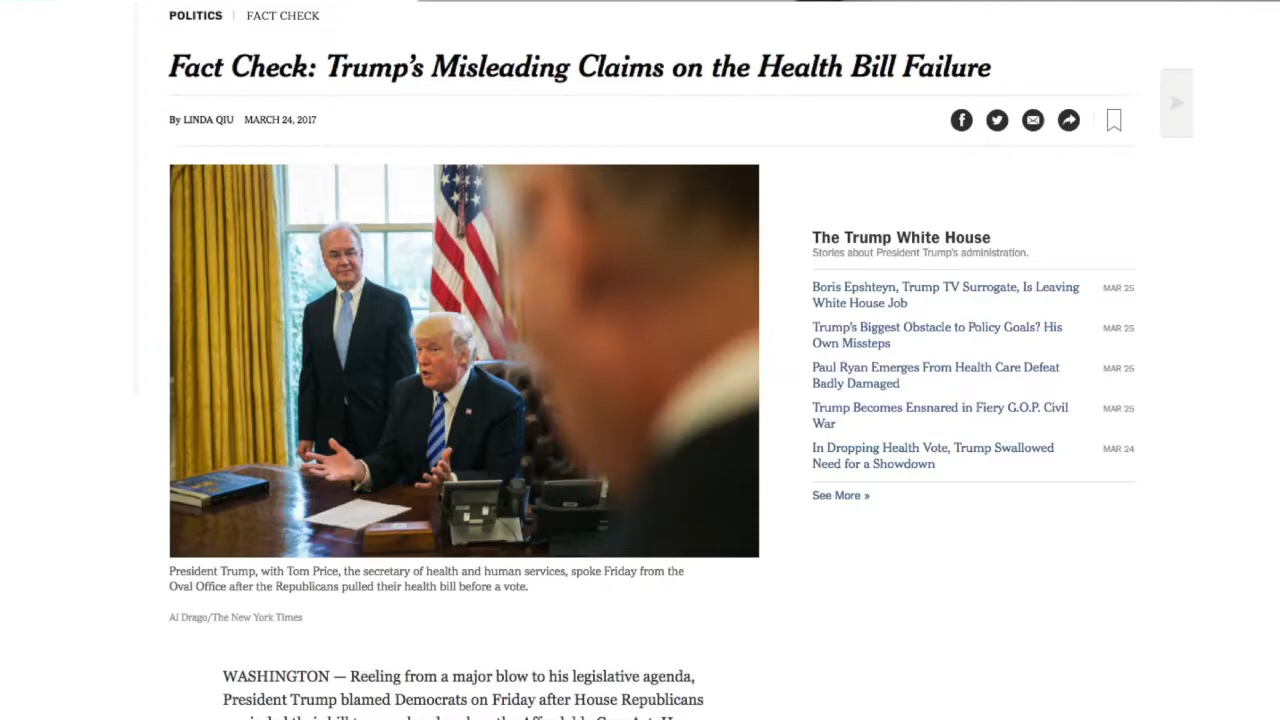 POLITICS | FACT CHECK
Fact Check: Trump's Misleading Claims on the Health Bill Failure
By LINDA QIU MARCH 24, 2017
President Trump, with Tom Price, the secretary of health and human services, spoke Friday from the
Oval Office after the Republicans pulled their health bill before a vote.
Al Drago/The New York Times
WASHINGTON — Reeling from a major blow to his legislative agenda,
President Trump blamed Democrats on Friday after House Republicans
The Trump White House
Stories about President Trump's administration.
Boris Epshteyn, Trump TV Surrogate, Is Leaving MAR 25
White House Job
Trump's Biggest Obstacle to Policy Goals? His MAR 25
Own Missteps
Paul Ryan Emerges From Health Care Defeat MAR 25
Badly Damaged
Trump Becomes Ensnared in Fiery G.O.P. Civil MAR 25
War
In Dropping Health Vote, Trump Swallowed MAR 24
Need for a Showdown
See More »